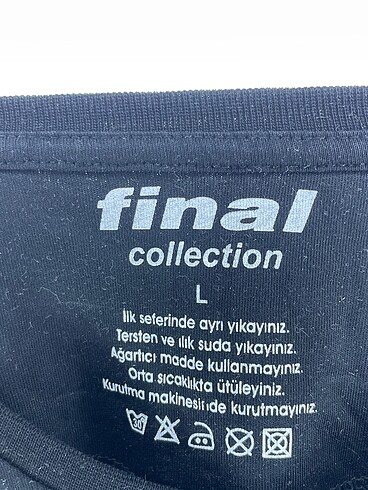 final
collection
L
İlk seferinde ayrı yıkayınız.
Tersten ve ılık suda yıkayınız.
Ağartıcı madde kullanmayınız.
Orta sıcaklıkta ütüleyiniz.
Kurutma makinesinde kurutmayınız.
30